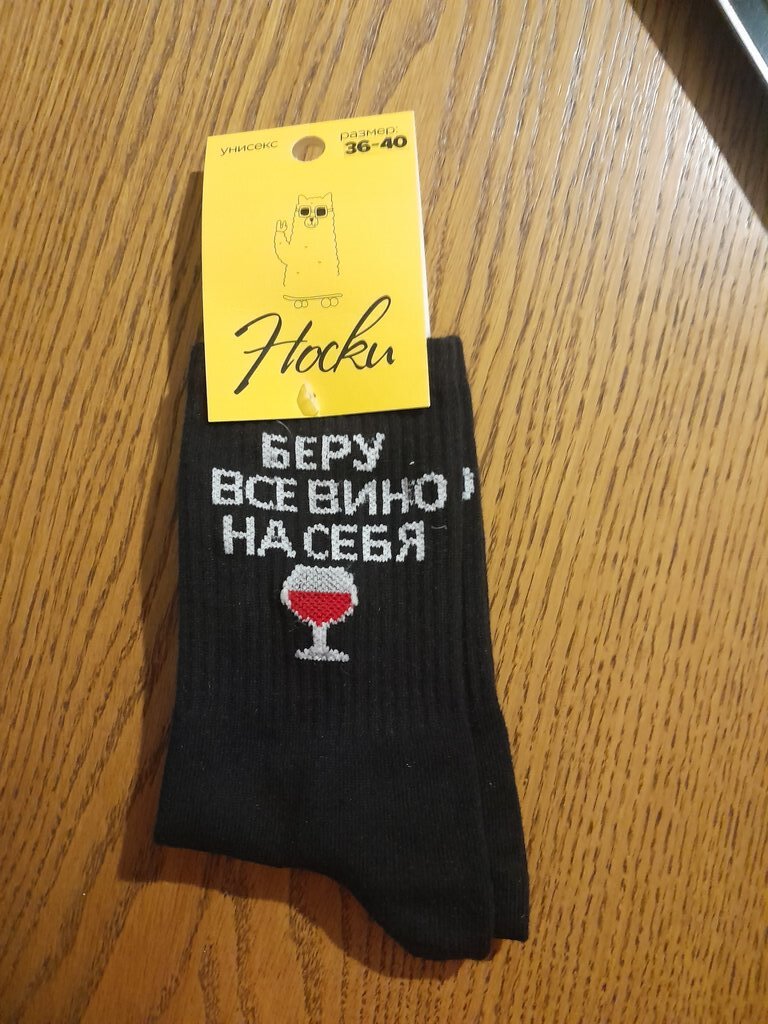 унисекс
размер:
36-40
Носки
БЕРУ
ВСЕ ВИНО
НА СЕБЯ